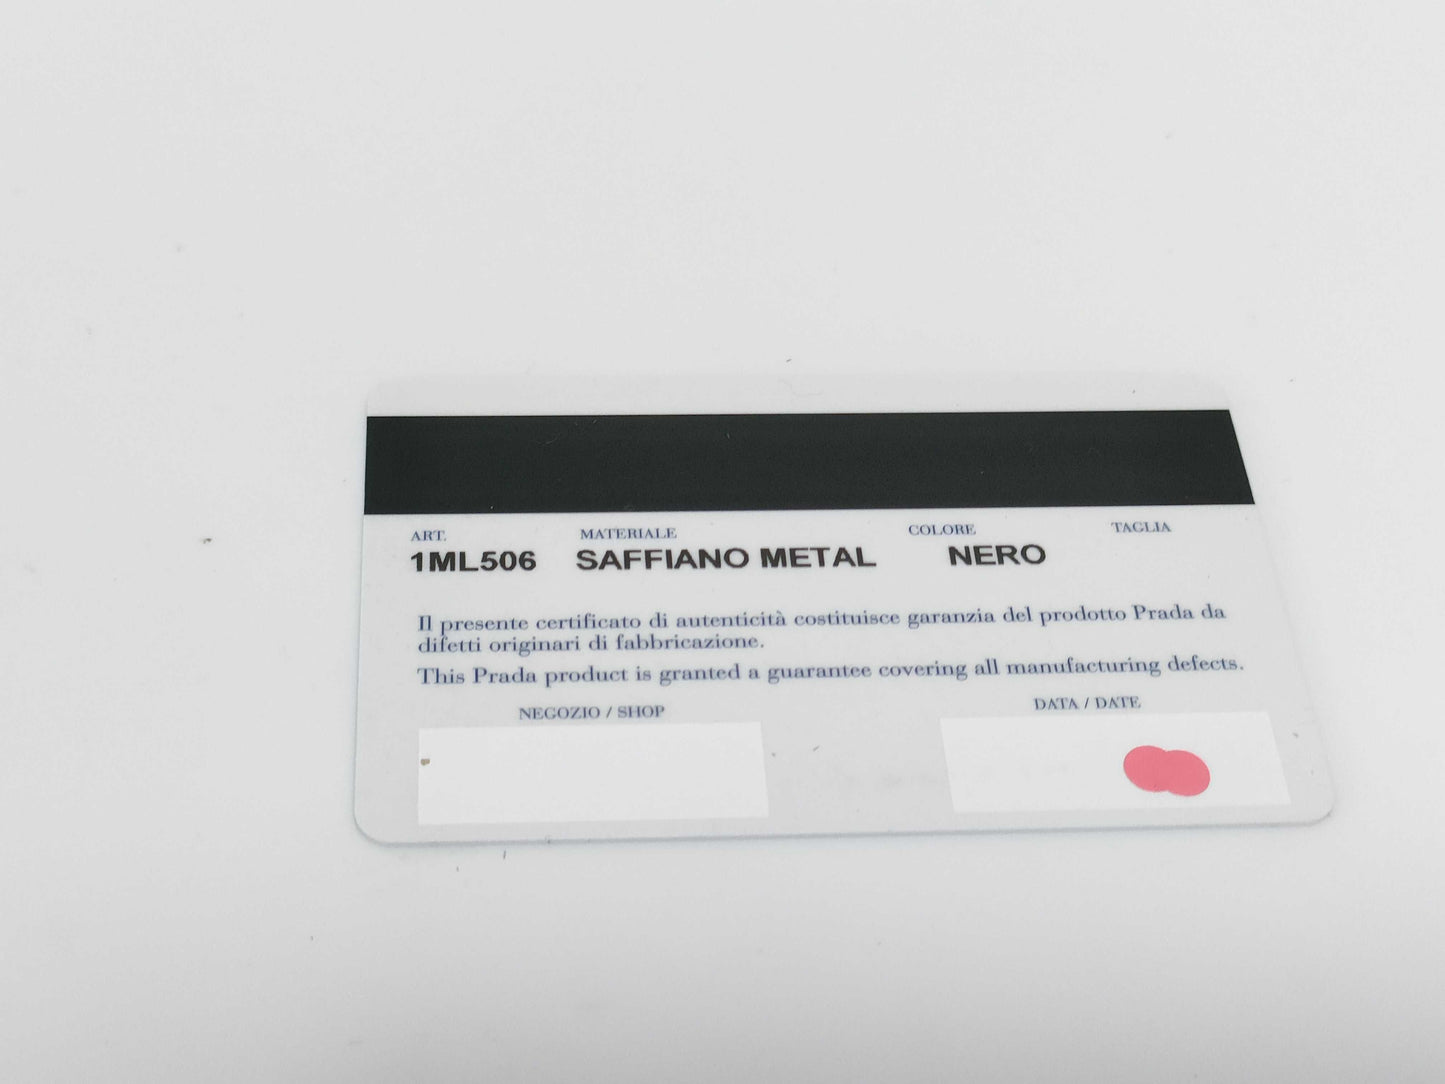 ART. MATERIALE COLORE TAGLIA
1ML506 SAFFIANO METAL NERO
Il presente certificato di autenticità costituisce garanzia del prodotto Prada da
difetti originari di fabbricazione.
This Prada product is granted a guarantee covering all manufacturing defects.
NEGOZIO / SHOP DATA / DATE